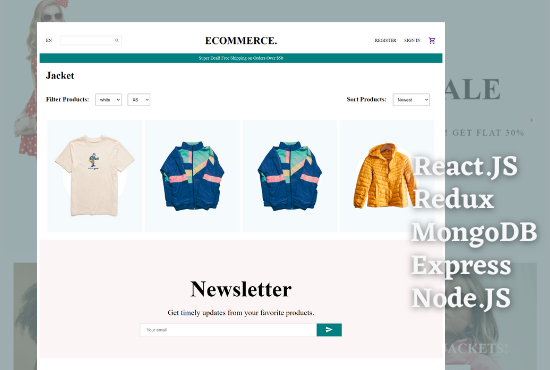 EN
ECOMMERCE.
REGISTER SIGN IN
Super Deal! Free Shipping on Orders Over $50
Jacket
Filter Products: white XS
Sort Products: Newest
ALE
GET FLAT 30%
React.JS
Redux
MongoDB
Express
Node.JS
Newsletter
Get timely updates from your favorite products.
Your email
JACKETS